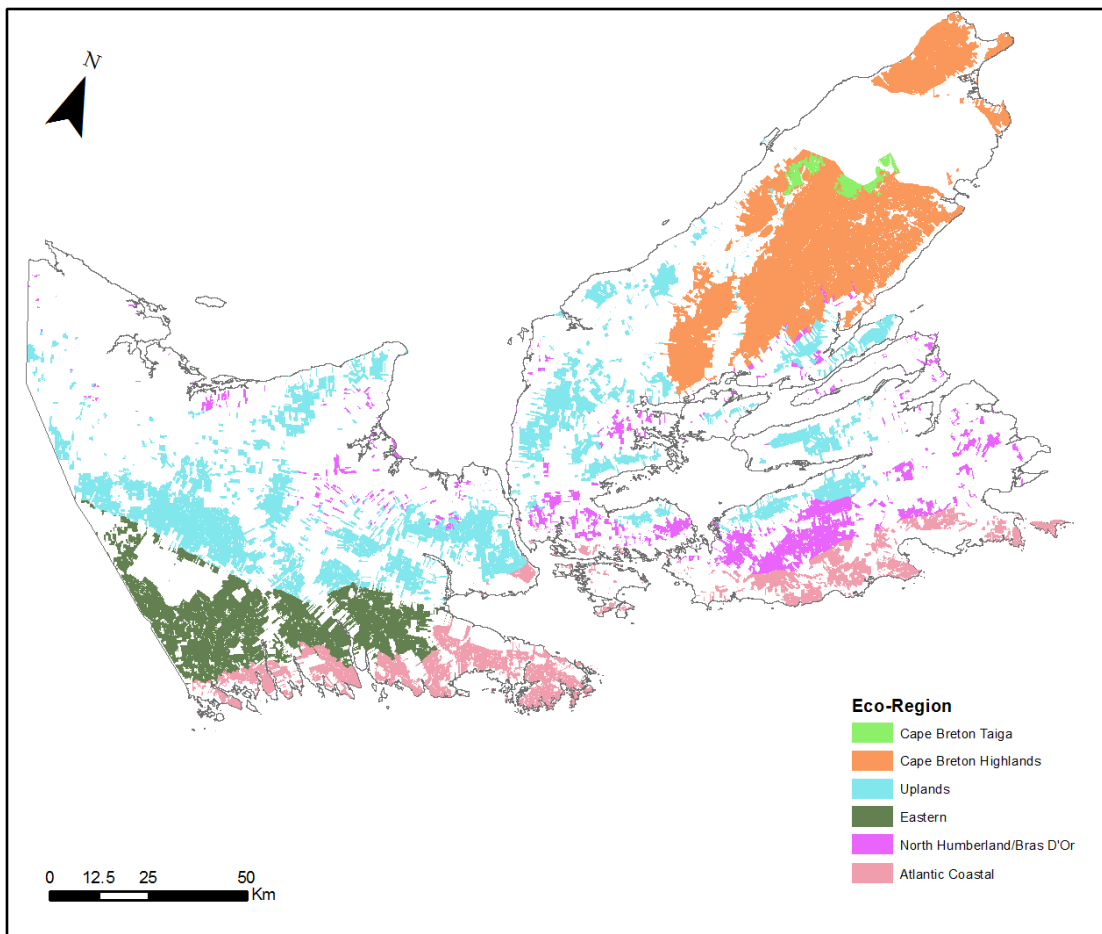 N
Eco-Region
Cape Breton Taiga
Cape Breton Highlands
Uplands
Eastern
North Humberland/Bras D'Or
Atlantic Coastal
0 12.5 25 50
Km